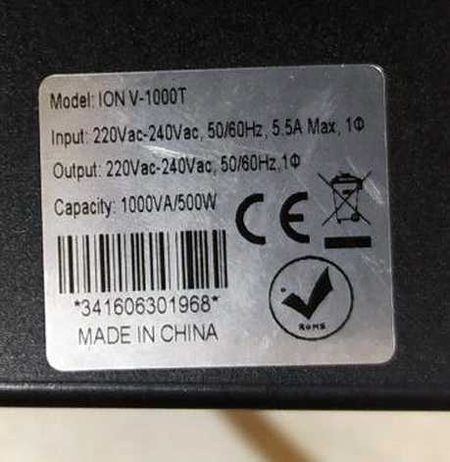 Model: ION V-1000T
Input: 220Vac-240Vac, 50/60Hz, 5.5A Max, 1Φ
Output: 220Vac-240Vac, 50/60Hz,1Φ
Capacity: 1000VA/500W
CE
*341606301968*
MADE IN CHINA
RoHS